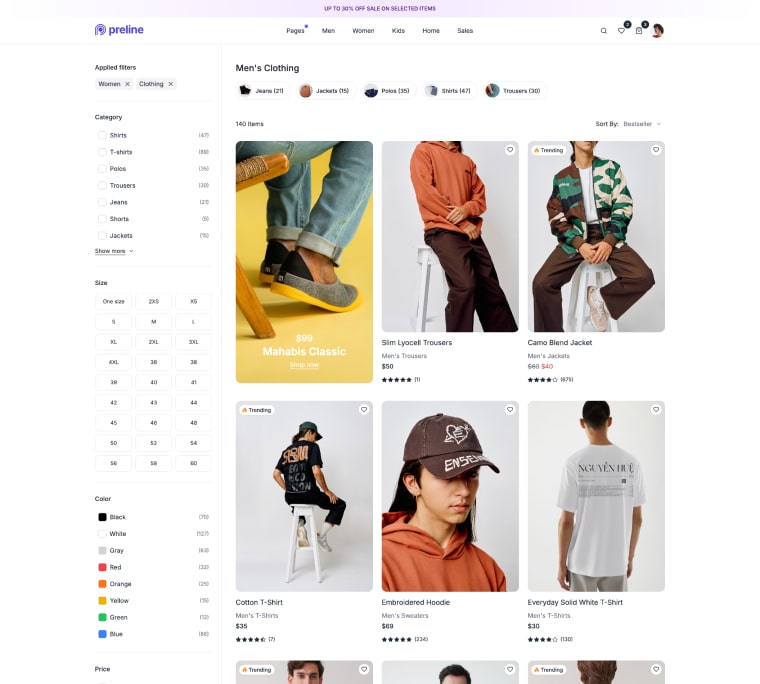 UP TO 30% OFF SALE ON SELECTED ITEMS
preline
Pages Men Women Kids Home Sales
Applied filters
Women Clothing
Category
Shirts (47)
T-shirts (89)
Polos (35)
Trousers (30)
Jeans (21)
Shorts (5)
Jackets (15)
Show more
Size
One size 2XS XS
S M L
XL 2XL 3XL
4XL 36 38
39 40 41
42 43 44
45 46 48
50 52 54
56 58 60
Color
Black (70)
White (127)
Gray (63)
Red (32)
Orange (25)
Yellow (15)
Green (12)
Blue (86)
Price
Men's Clothing
Jeans (21) Jackets (15) Polos (35) Shirts (47) Trousers (30)
140 items
Sort By: Bestseller
$99
Mahabis Classic
Shop now
Slim Lyocell Trousers
Men's Trousers
$50
(1)
Trending
Camo Blend Jacket
Men's Jackets
$60 $40
(675)
Trending
Cotton T-Shirt
Men's T-Shirts
$35
(7)
Embroidered Hoodie
Men's Sweaters
$69
(234)
NGUYỄN HUỆ
Everyday Solid White T-Shirt
Men's T-Shirts
$30
(130)
Trending
Trending